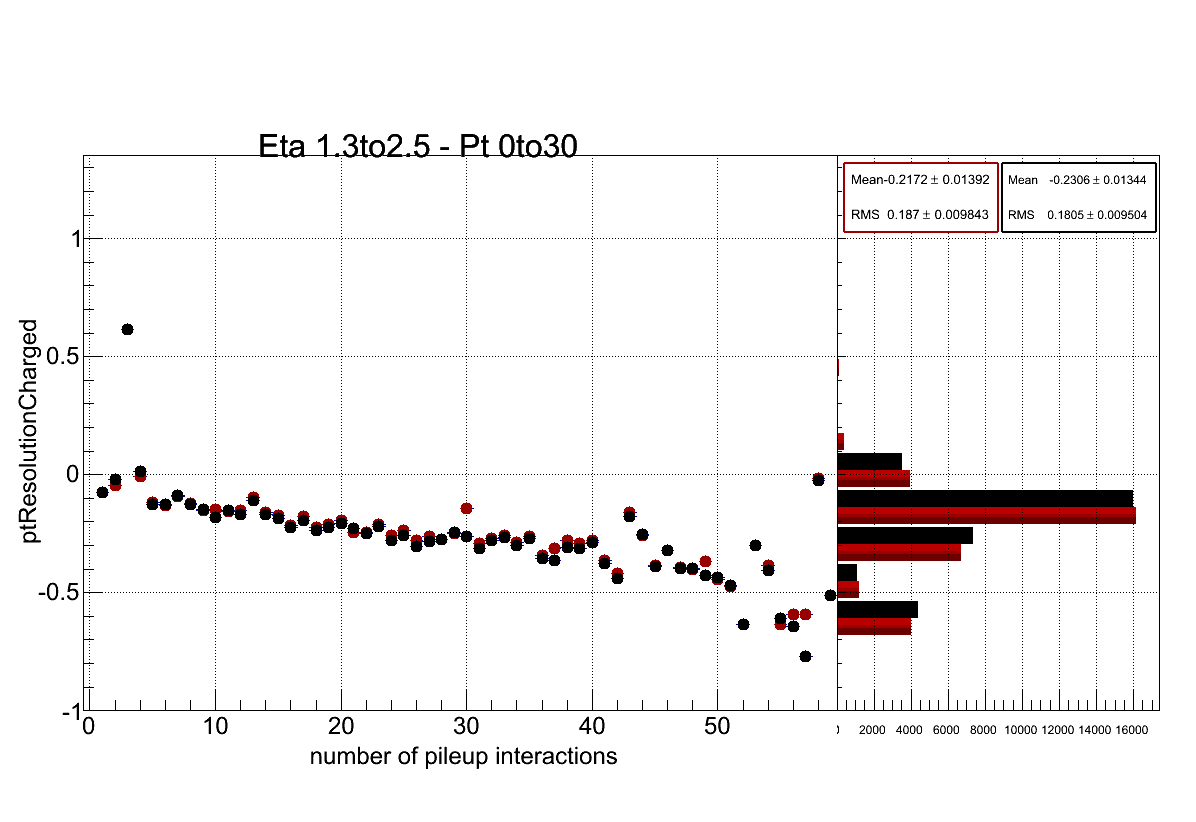 Eta 1.3to2.5 - Pt 0to30
Mean-0.2172 ± 0.01392
RMS 0.187 ± 0.009843
Mean -0.2306 ± 0.01344
RMS 0.1805 ± 0.009504
ptResolutionCharged
1
0.5
0
-0.5
-1
0 10 20 30 40 50
number of pileup interactions
2000 4000 6000 8000 10000 12000 14000 16000